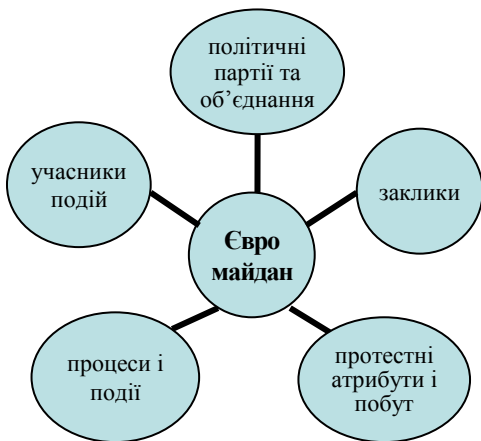 політичні
партії та
об’єднання
учасники
подій
заклики
Євро
майдан
процеси і
події
протестні
атрибути і
побут